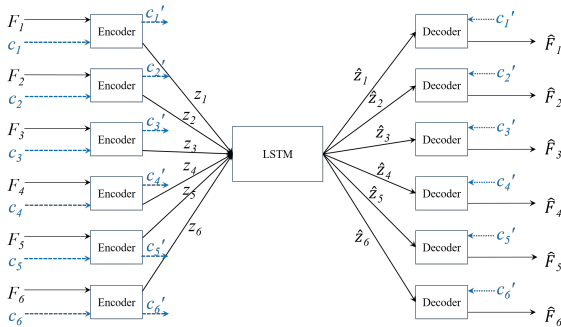 F₁ Encoder c₁′ Decoder c₁′
c₁ F̂₁
z₁ ẑ₁
F₂ Encoder c₂′ Decoder c₂′
c₂ F̂₂
z₂ ẑ₂
F₃ Encoder c₃′ Decoder c₃′
c₃ F̂₃
z₃ LSTM ẑ₃
F₄ Encoder c₄′ Decoder c₄′
c₄ F̂₄
z₄ ẑ₄
z₅ ẑ₅
F₅ Encoder c₅′ Decoder c₅′
c₅ F̂₅
z₆ ẑ₆
F₆ Encoder c₆′ Decoder c₆′
c₆ F̂₆